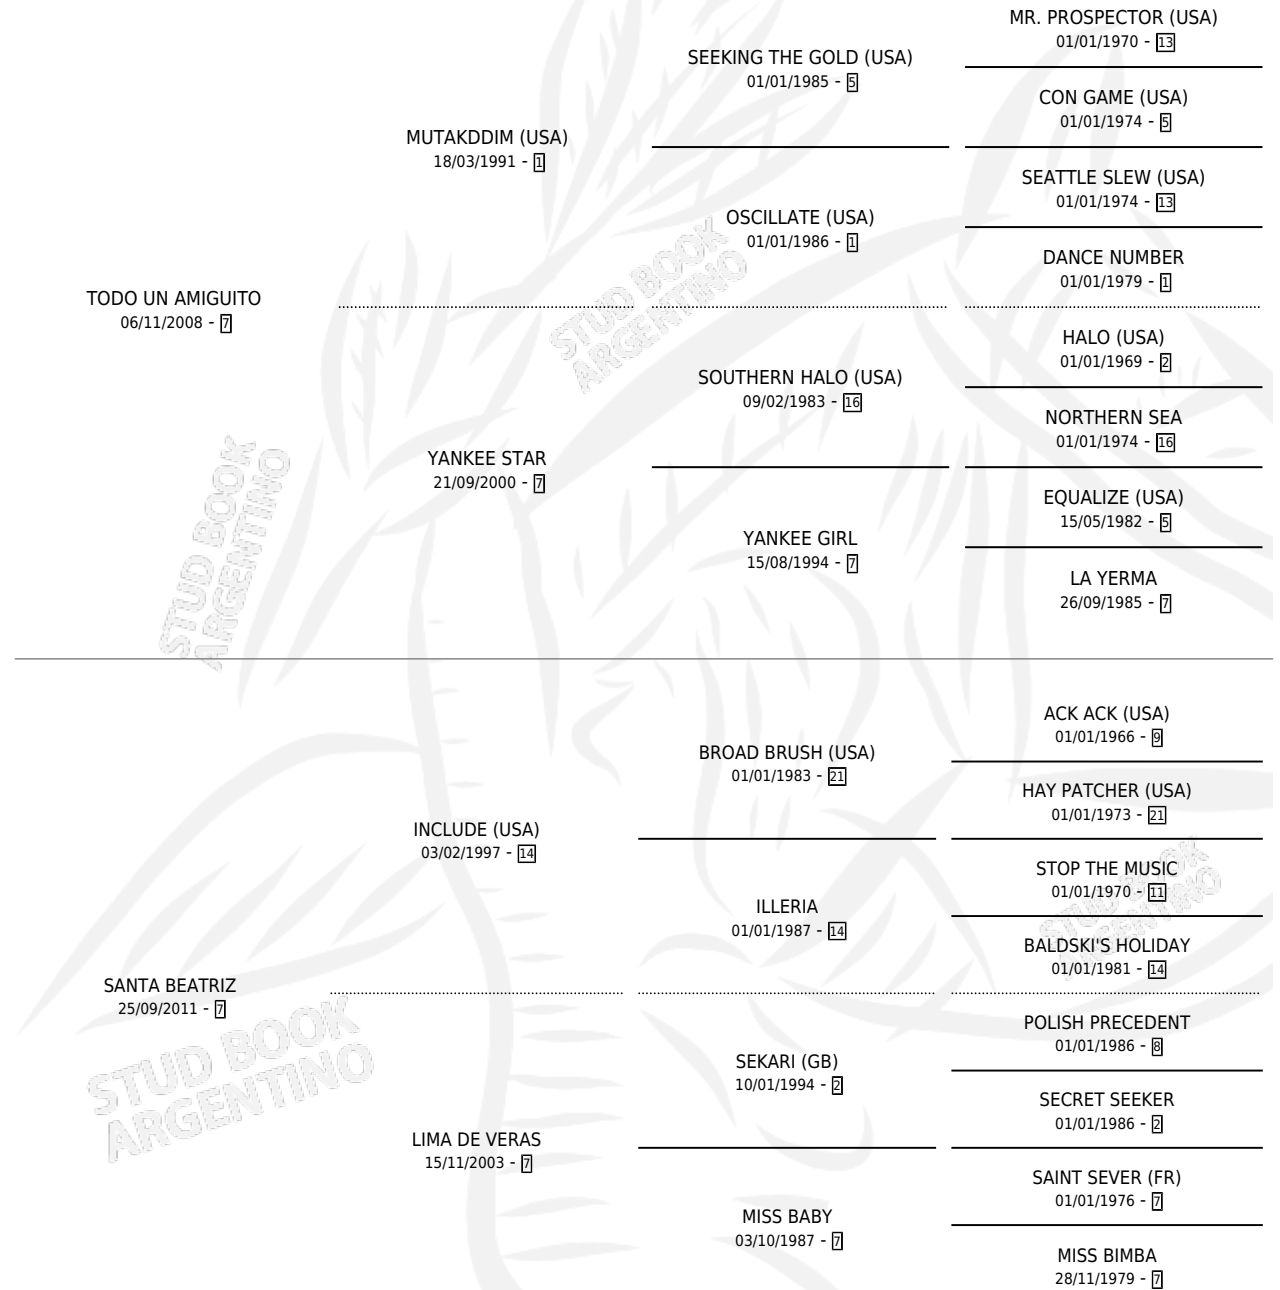 MR. PROSPECTOR (USA)
01/01/1970 - 13
SEEKING THE GOLD (USA)
01/01/1985 - 5
CON GAME (USA)
01/01/1974 - 5
MUTAKDDIM (USA)
18/03/1991 - 1
SEATTLE SLEW (USA)
01/01/1974 - 13
OSCILLATE (USA)
01/01/1986 - 1
DANCE NUMBER
01/01/1979 - 1
TODO UN AMIGUITO
06/11/2008 - 7
STUD BOOK
ARGENTINO
HALO (USA)
01/01/1969 - 2
SOUTHERN HALO (USA)
09/02/1983 - 16
NORTHERN SEA
01/01/1974 - 16
YANKEE STAR
21/09/2000 - 7
EQUALIZE (USA)
15/05/1982 - 5
YANKEE GIRL
15/08/1994 - 7
LA YERMA
26/09/1985 - 7
STUD BOOK
ARGENTINO
ACK ACK (USA)
01/01/1966 - 9
BROAD BRUSH (USA)
01/01/1983 - 21
HAY PATCHER (USA)
01/01/1973 - 21
INCLUDE (USA)
03/02/1997 - 14
STOP THE MUSIC
01/01/1970 - 11
ILLERIA
01/01/1987 - 14
STUD BOOK
ARGENTINO
BALDSKI'S HOLIDAY
01/01/1981 - 14
SANTA BEATRIZ
25/09/2011 - 7
POLISH PRECEDENT
01/01/1986 - 8
SEKARI (GB)
10/01/1994 - 2
SECRET SEEKER
01/01/1986 - 2
STUD BOOK
ARGENTINO
LIMA DE VERAS
15/11/2003 - 7
SAINT SEVER (FR)
01/01/1976 - 7
MISS BABY
03/10/1987 - 7
MISS BIMBA
28/11/1979 - 7